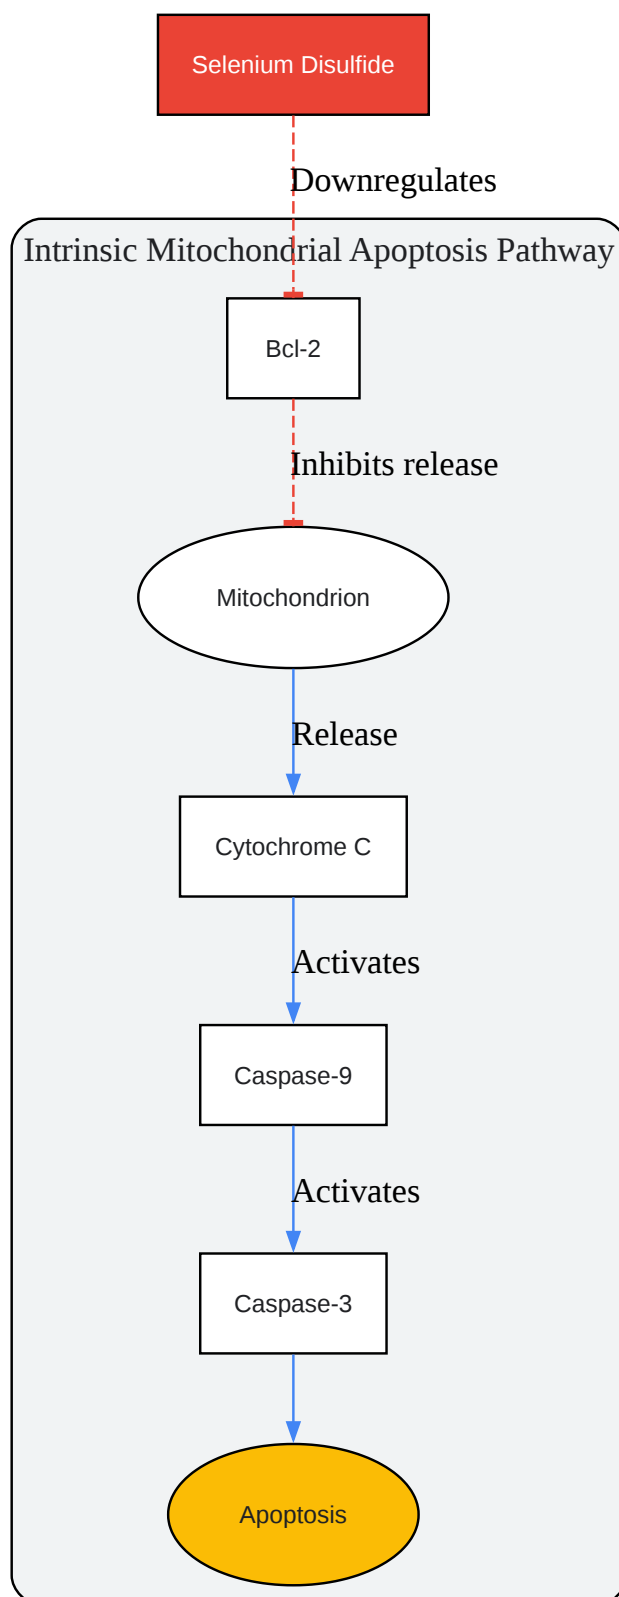 Selenium Disulfide
Downregulates
Intrinsic Mitochondrial Apoptosis Pathway
Bcl-2
Inhibits release
Mitochondrion
Release
Cytochrome C
Activates
Caspase-9
Activates
Caspase-3
Apoptosis